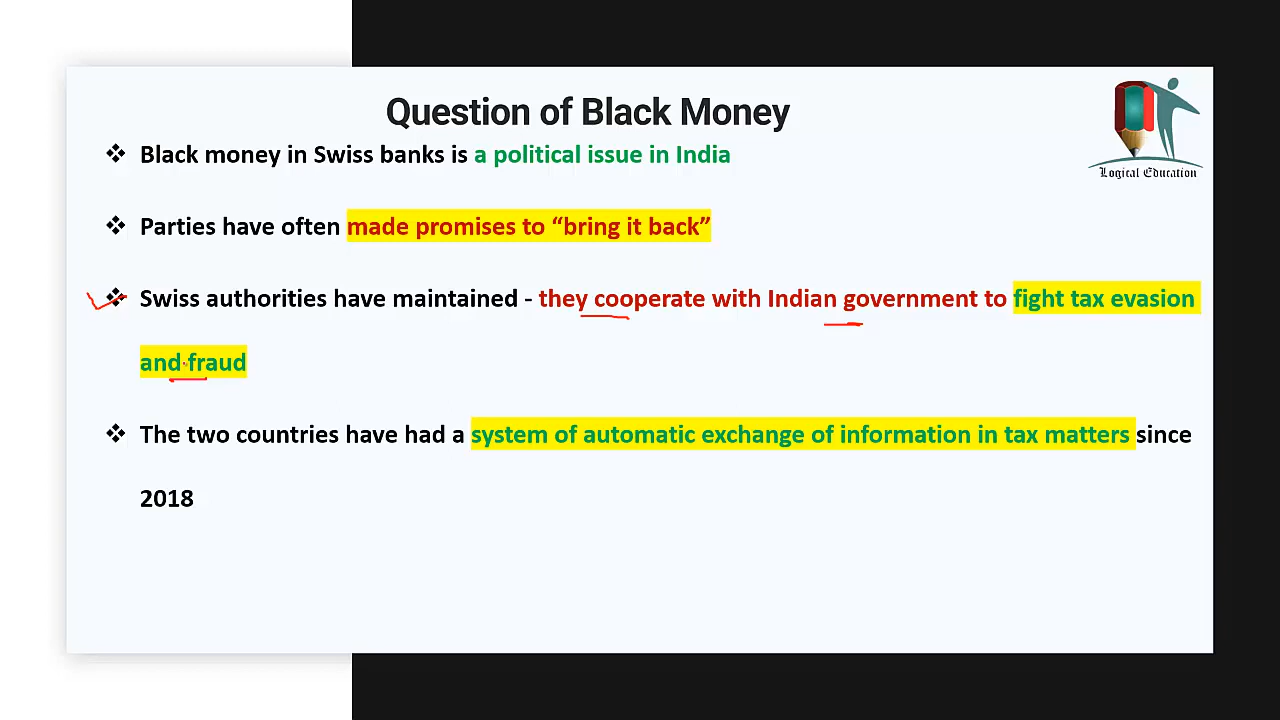 Question of Black Money
❖ Black money in Swiss banks is a political issue in India
❖ Parties have often made promises to “bring it back”
❖ Swiss authorities have maintained - they cooperate with Indian government to fight tax evasion
and fraud
❖ The two countries have had a system of automatic exchange of information in tax matters since
2018
Logical Education